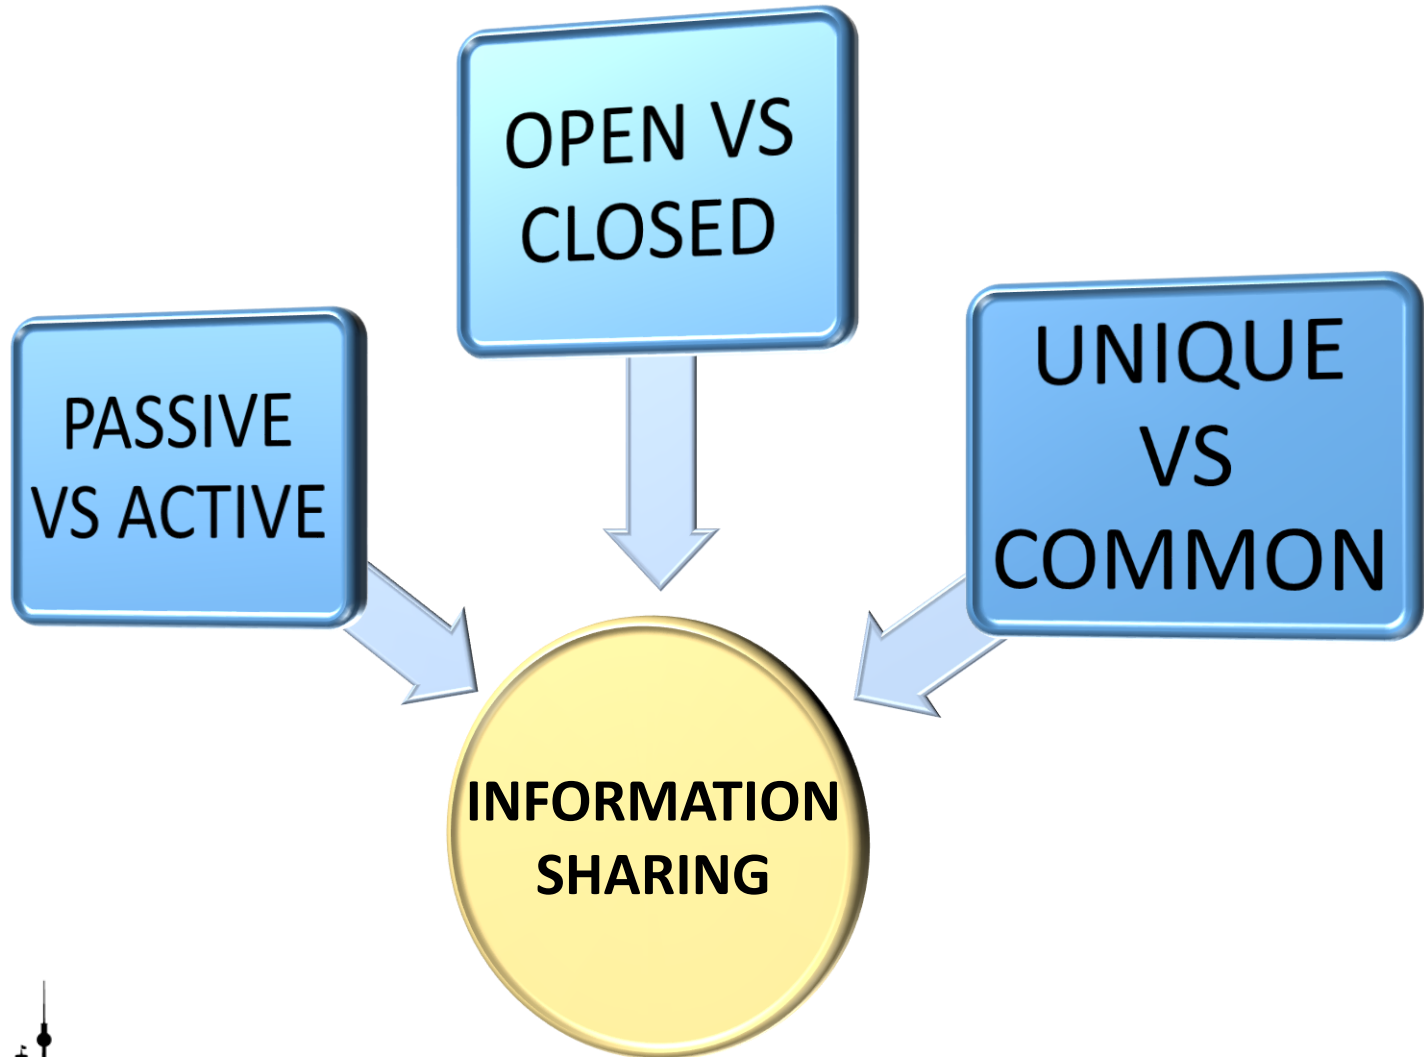 OPEN VS
CLOSED
PASSIVE
VS ACTIVE
UNIQUE
VS
COMMON
INFORMATION
SHARING